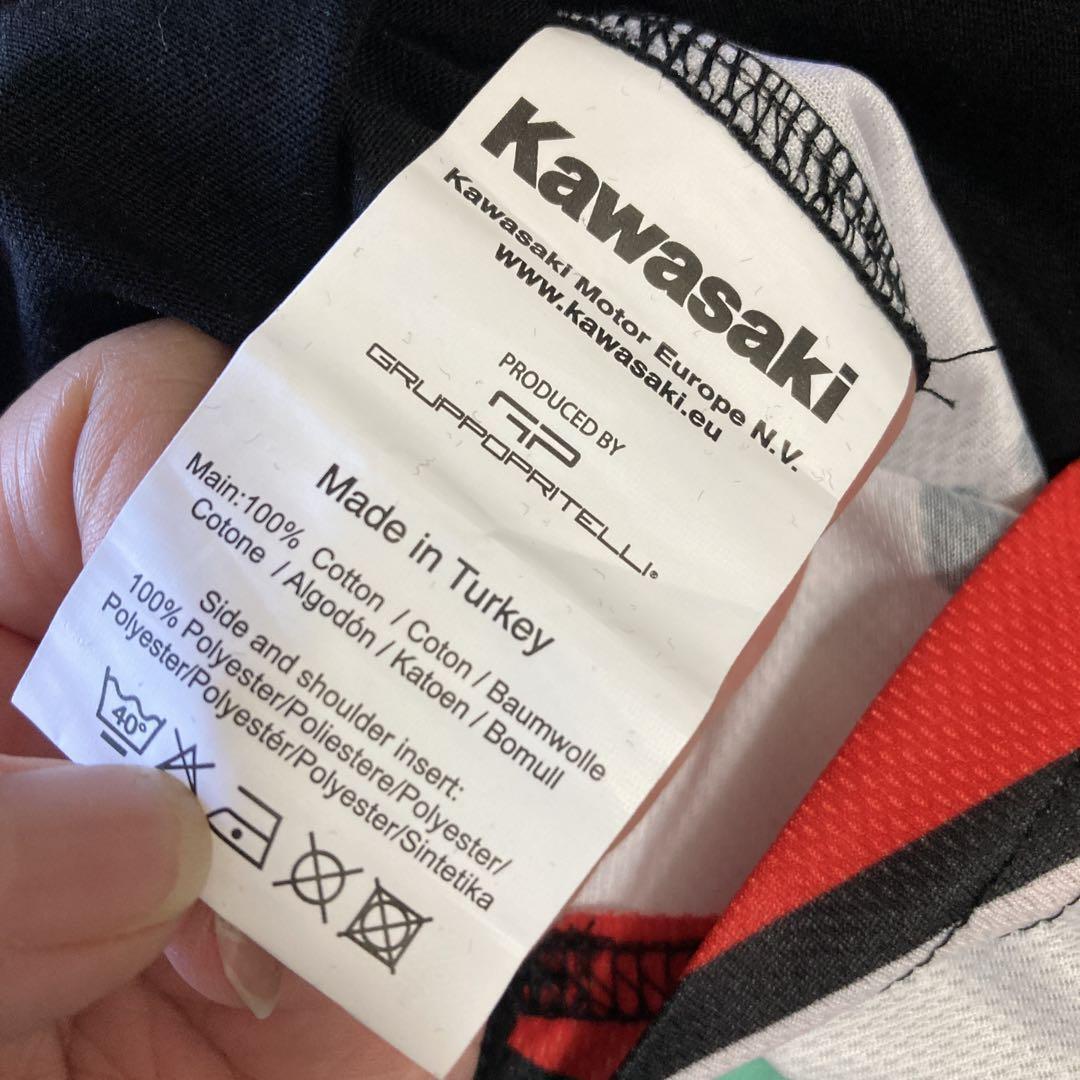 Kawasaki
Kawasaki Motor Europe N.V.
www.kawasaki.eu
PRODUCED BY
GP
GRUPPOPRITELLI®
Made in Turkey
Main:100% Cotton / Coton / Baumwolle
Cotone / Algodón / Katoen / Bomull
Side and shoulder insert:
100% Polyester/Poliestere/Polyester/
Polyester/Polyestér/Polyester/Sintetika
40°